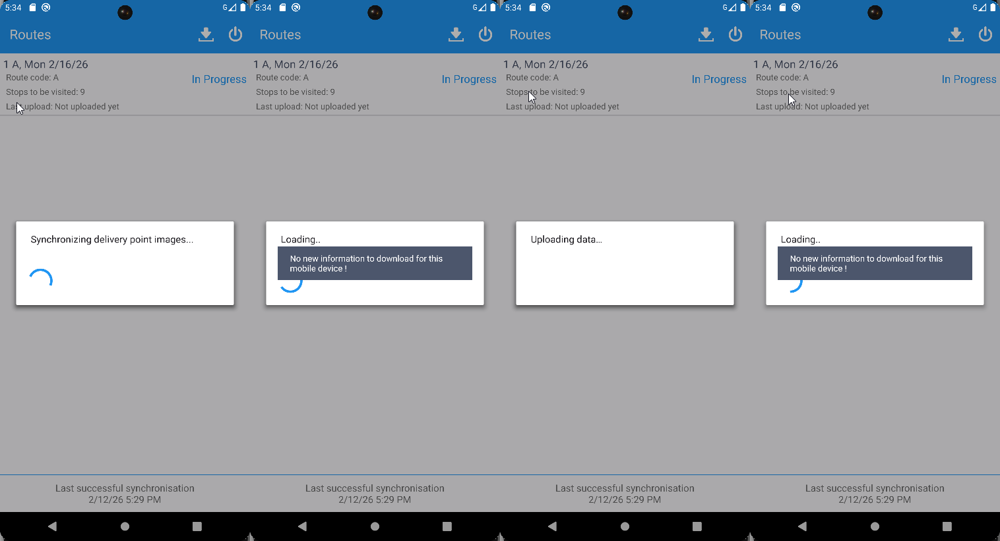 5:34
G
Routes
1 A, Mon 2/16/26
Route code: A
In Progress
Stops to be visited: 9
Last upload: Not uploaded yet
Synchronizing delivery point images...
Last successful synchronisation
2/12/26 5:29 PM
5:34
G
Routes
1 A, Mon 2/16/26
Route code: A
In Progress
Stops to be visited: 9
Last upload: Not uploaded yet
Loading..
No new information to download for this
mobile device !
Last successful synchronisation
2/12/26 5:29 PM
5:34
G
Routes
1 A, Mon 2/16/26
Route code: A
In Progress
Stops to be visited: 9
Last upload: Not uploaded yet
Uploading data...
Last successful synchronisation
2/12/26 5:29 PM
5:34
G
Routes
1 A, Mon 2/16/26
Route code: A
In Progress
Stops to be visited: 9
Last upload: Not uploaded yet
Loading..
No new information to download for this
mobile device !
Last successful synchronisation
2/12/26 5:29 PM